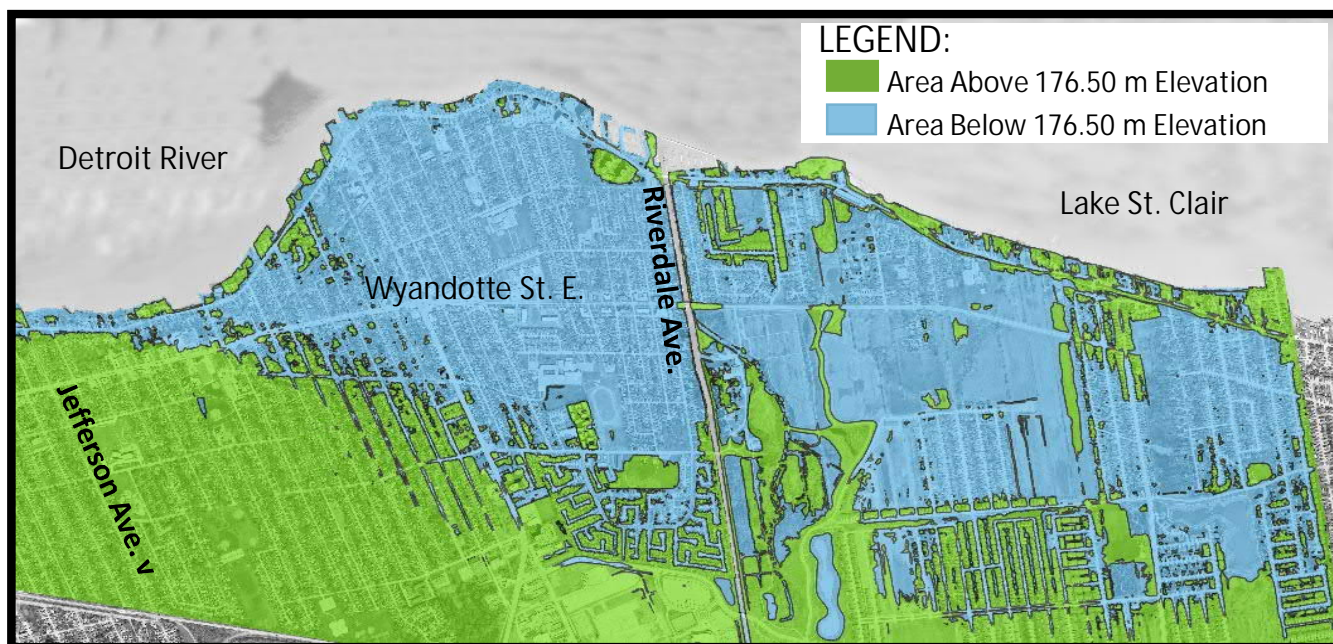 LEGEND:
Area Above 176.50 m Elevation
Area Below 176.50 m Elevation
Detroit River
Lake St. Clair
Riverdale Ave.
Wyandotte St. E.
Jefferson Ave. v